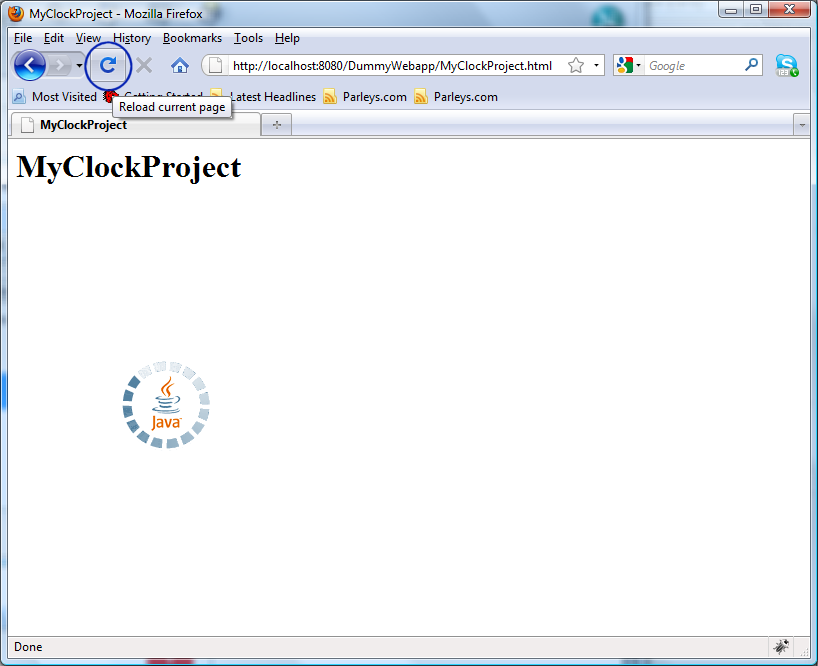 MyClockProject - Mozilla Firefox
File Edit View History Bookmarks Tools Help
http://localhost:8080/DummyWebapp/MyClockProject.html Google
Most Visited Getting Started Latest Headlines Parleys.com Parleys.com
Reload current page
MyClockProject
MyClockProject
Java
Done